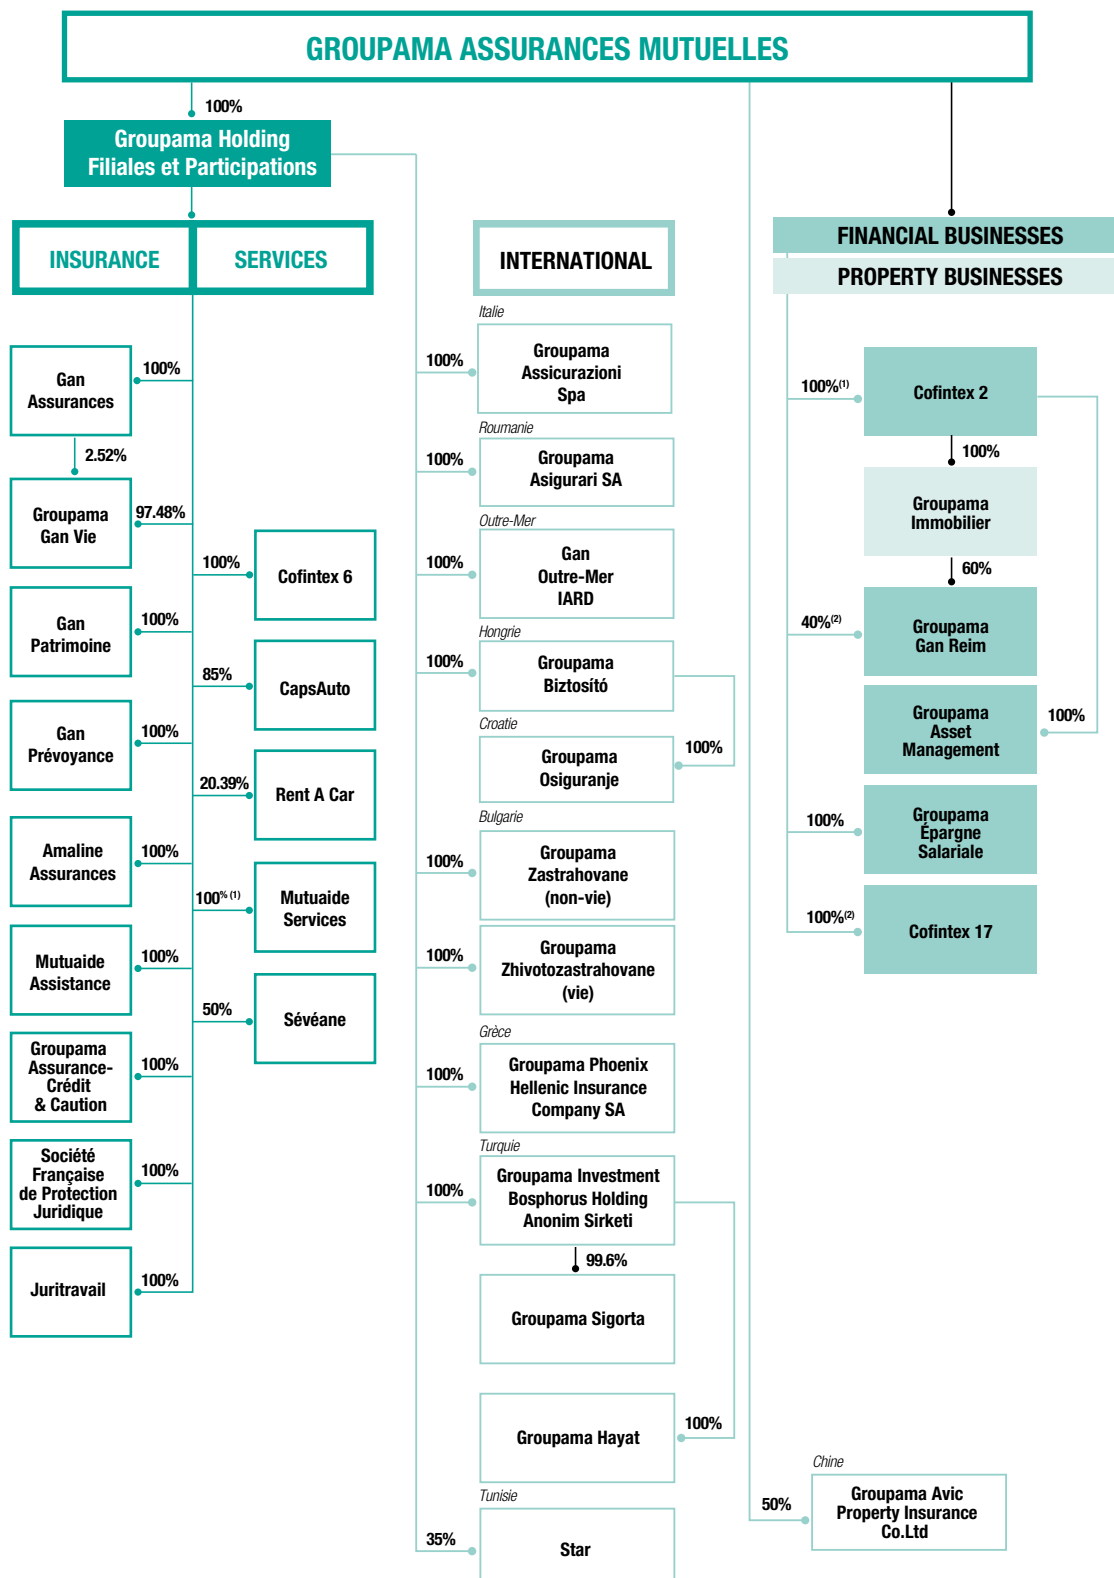 GROUPAMA ASSURANCES MUTUELLES
100%
Groupama Holding
Filiales et Participations
INSURANCE
SERVICES
100%
Gan
Assurances
2.52%
Groupama
Gan Vie
97.48%
100%
Cofintex 6
100%
Gan
Patrimoine
85%
CapsAuto
100%
Gan
Prévoyance
20.39%
Rent A Car
100%
Amaline
Assurances
100% (1)
Mutuaide
Services
100%
Mutuaide
Assistance
50%
Sévéane
100%
Groupama
Assurance-
Crédit
& Caution
100%
Société
Française
de Protection
Juridique
100%
Juritravail
INTERNATIONAL
Italie
100%
Groupama
Assicurazioni
Spa
Roumanie
100%
Groupama
Asigurari SA
Outre-Mer
100%
Gan
Outre-Mer
IARD
Hongrie
100%
Groupama
Biztosító
Croatie
100%
Groupama
Osiguranje
Bulgarie
100%
Groupama
Zastrahovane
(non-vie)
100%
Groupama
Zhivotozastrahovane
(vie)
Grèce
100%
Groupama Phoenix
Hellenic Insurance
Company SA
Turquie
100%
Groupama Investment
Bosphorus Holding
Anonim Sirketi
99.6%
Groupama Sigorta
100%
Groupama Hayat
Tunisie
35%
Star
FINANCIAL BUSINESSES
PROPERTY BUSINESSES
100%(1)
Cofintex 2
100%
Groupama
Immobilier
60%
40%(2)
Groupama
Gan Reim
100%
Groupama
Asset
Management
100%
Groupama
Épargne
Salariale
100%(2)
Cofintex 17
Chine
50%
Groupama Avic
Property Insurance
Co.Ltd